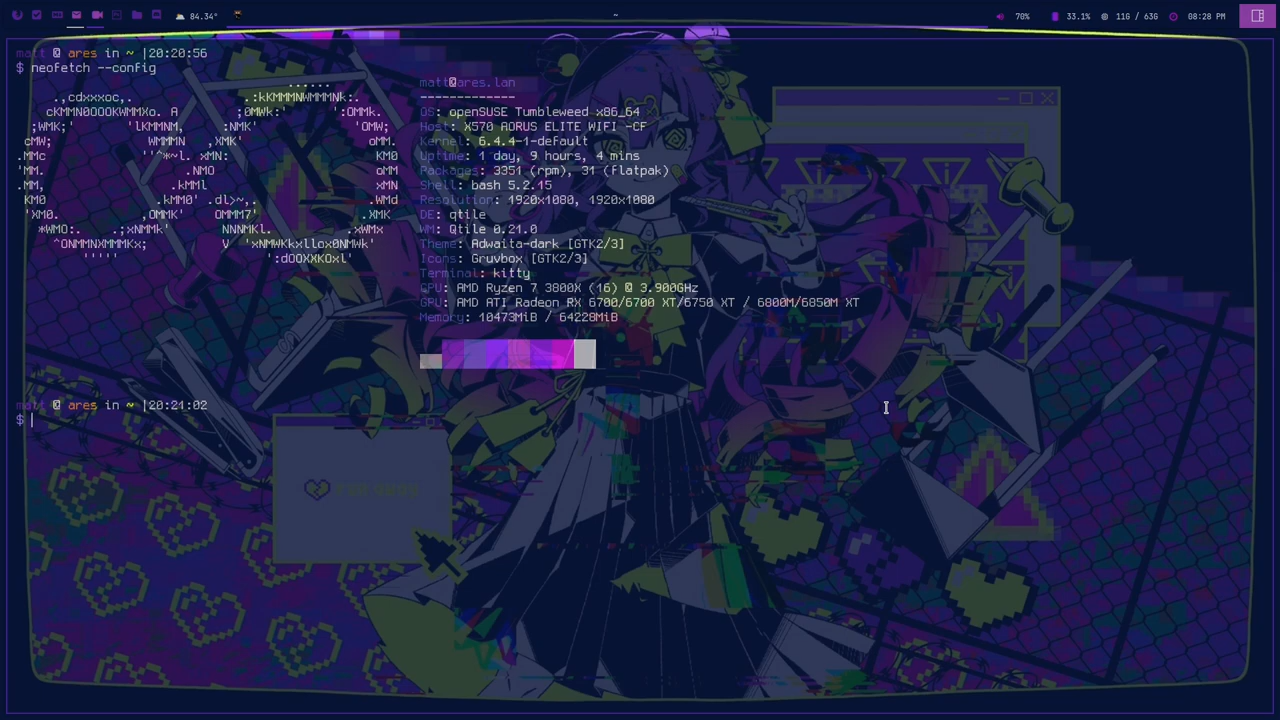 84.34° ~ 70% 33.1% 11G / 63G 08:28 PM
matt @ ares in ~ |20:20:56
$ neofetch --config
matt@ares.lan
-------------
OS: openSUSE Tumbleweed x86_64
Host: X570 AORUS ELITE WIFI -CF
Kernel: 6.4.4-1-default
Uptime: 1 day, 9 hours, 4 mins
Packages: 3351 (rpm), 31 (flatpak)
Shell: bash 5.2.15
Resolution: 1920x1080, 1920x1080
DE: qtile
WM: Qtile 0.21.0
Theme: Adwaita-dark [GTK2/3]
Icons: Gruvbox [GTK2/3]
Terminal: kitty
CPU: AMD Ryzen 7 3800X (16) @ 3.900GHz
GPU: AMD ATI Radeon RX 6700/6700 XT/6750 XT / 6800M/6850M XT
Memory: 10473MiB / 64228MiB
matt @ ares in ~ |20:21:02
$